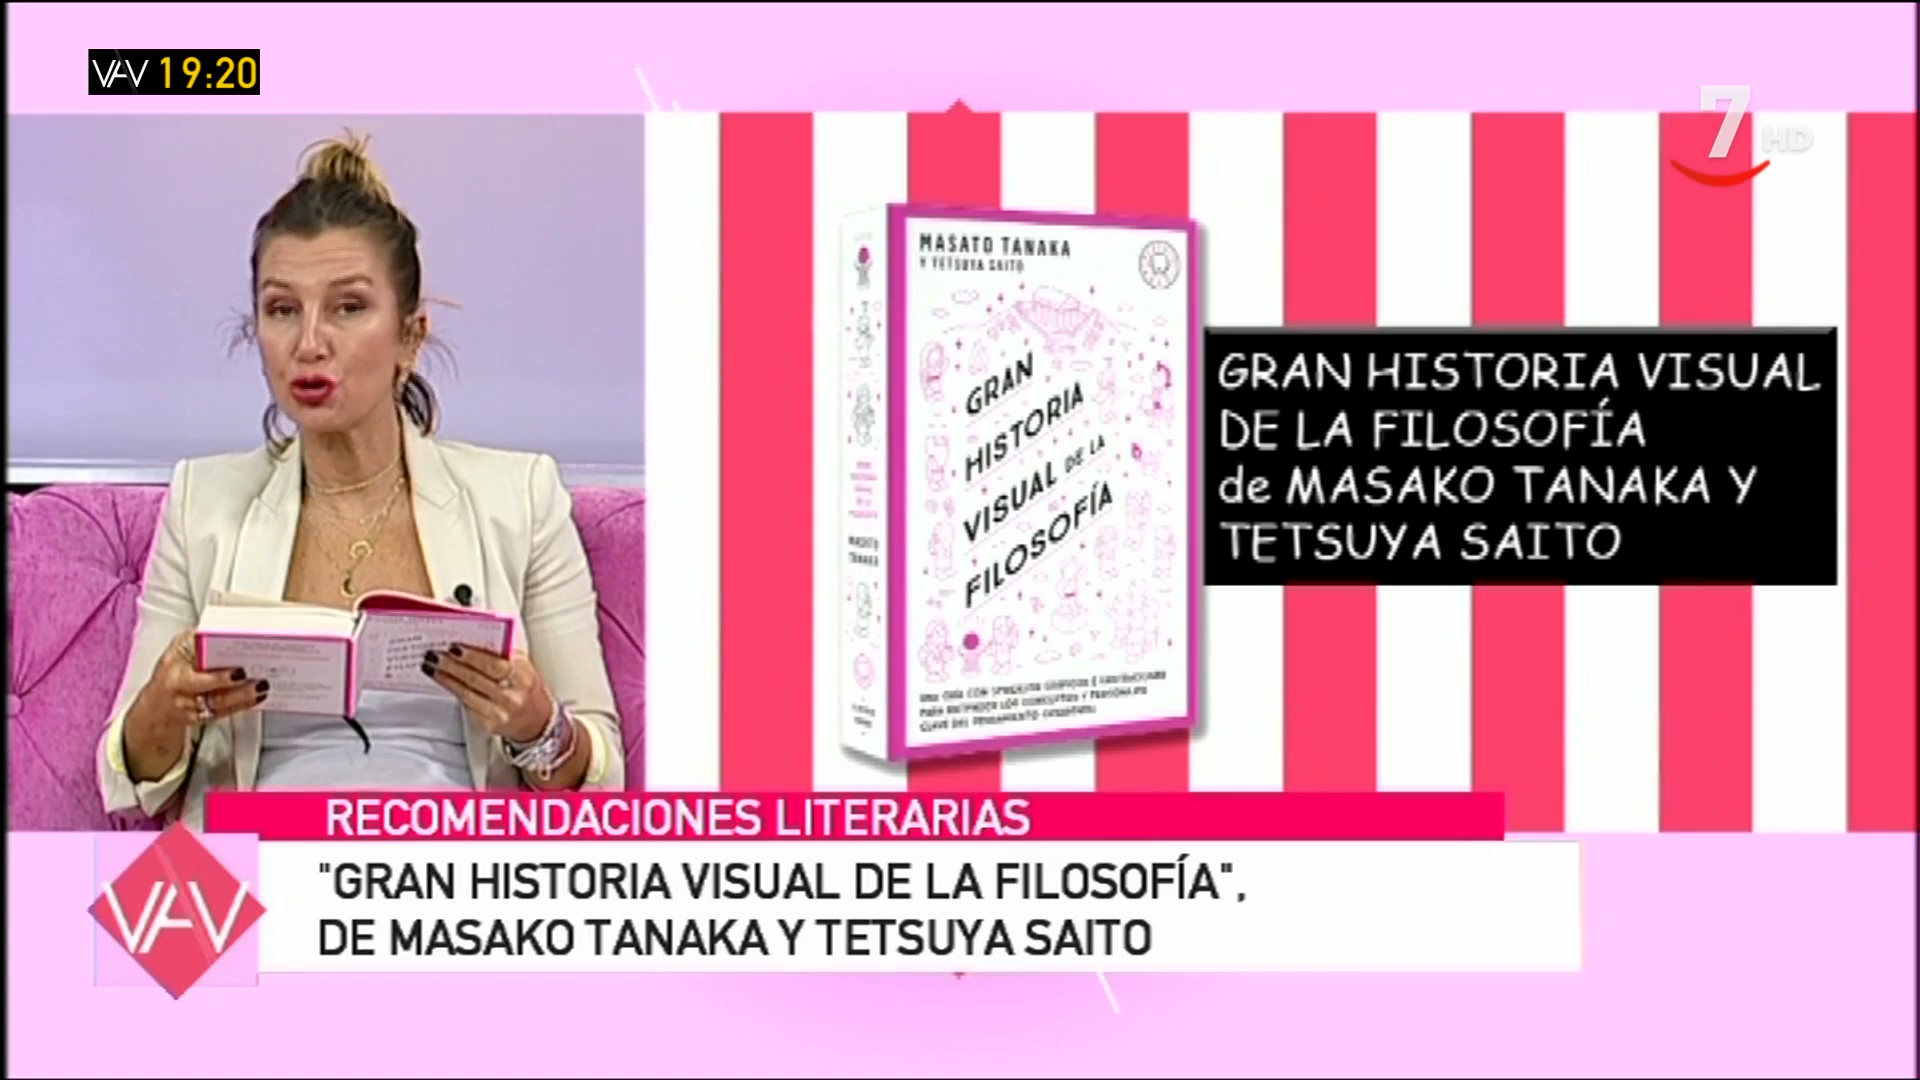 VAV 19:20
7 HD
MASATO TANAKA
Y TETSUYA SAITO
GRAN
HISTORIA
VISUAL DE LA
FILOSOFÍA
MASATO
TANAKA
GRAN HISTORIA VISUAL
DE LA FILOSOFÍA
de MASAKO TANAKA Y
TETSUYA SAITO
RECOMENDACIONES LITERARIAS
"GRAN HISTORIA VISUAL DE LA FILOSOFÍA",
DE MASAKO TANAKA Y TETSUYA SAITO
VAV